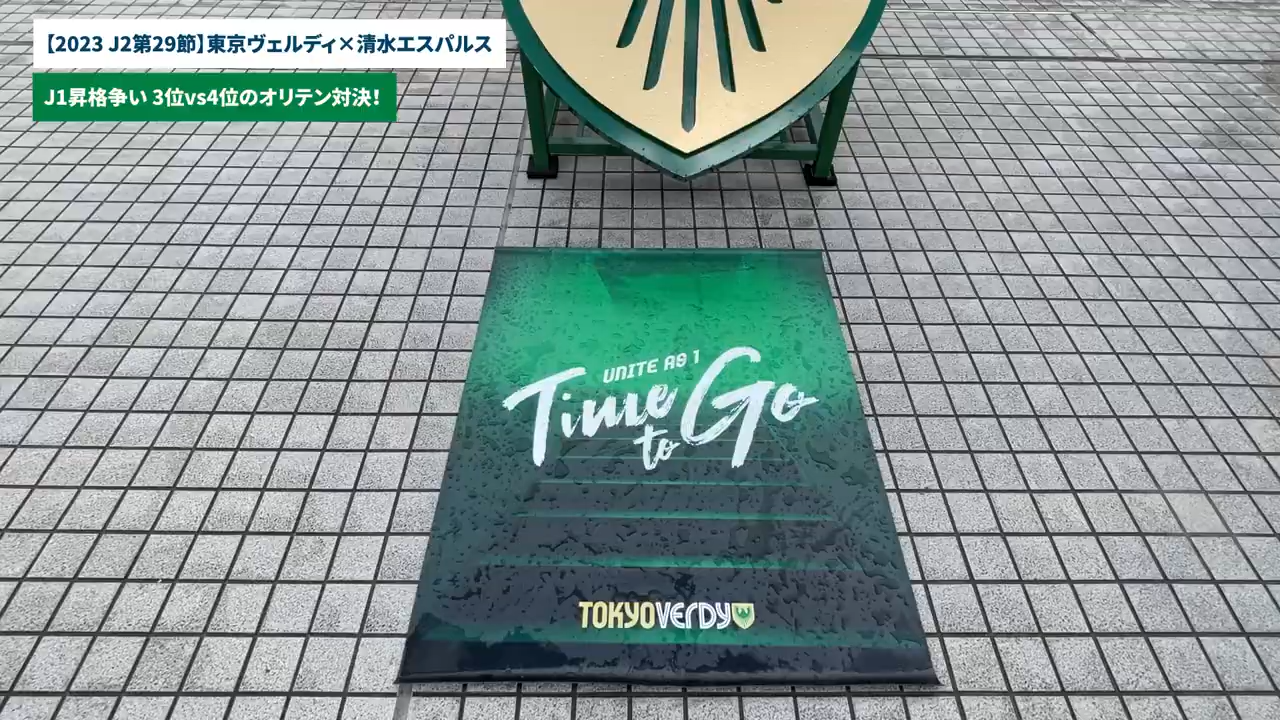 【2023 J2第29節】東京ヴェルディ×清水エスパルス
J1昇格争い 3位vs4位のオリテン対決!
UNITE AS 1
Time
to
Go
TOKYO VERDY